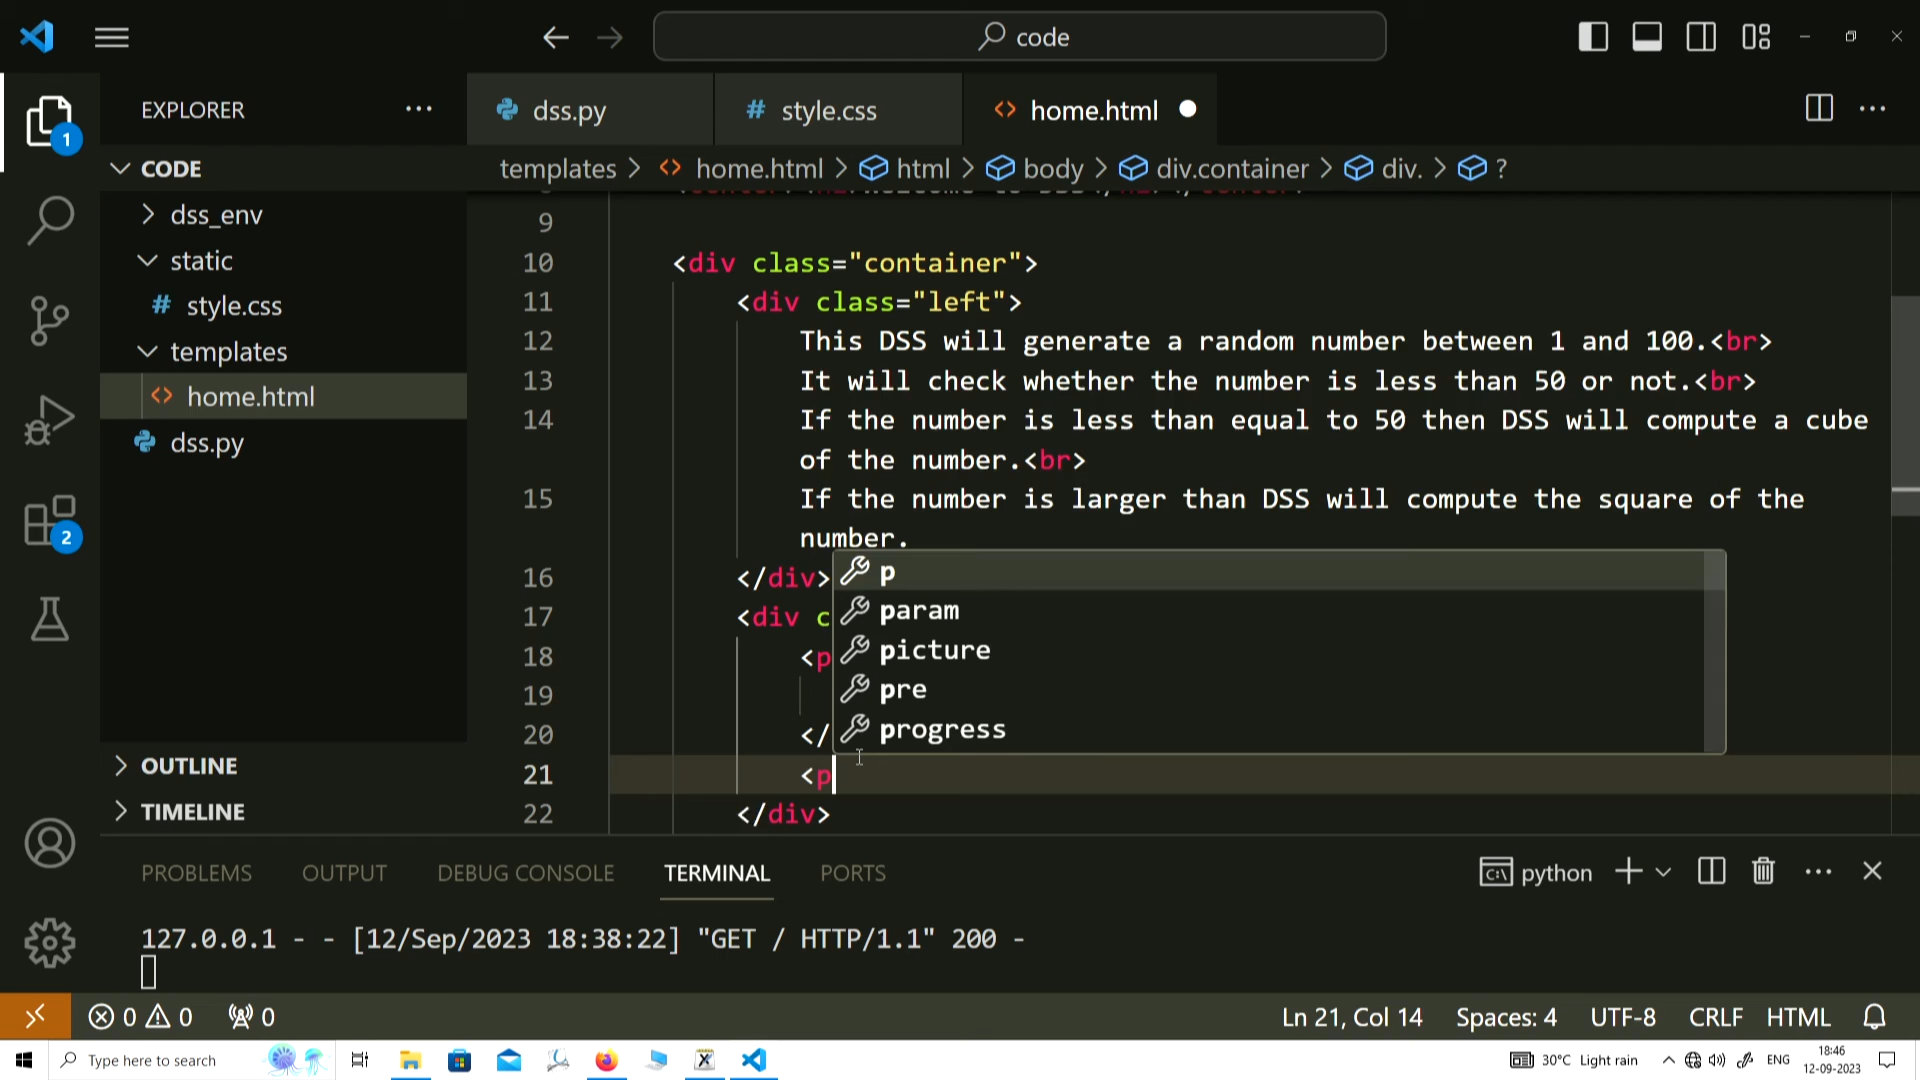 code
EXPLORER
dss.py
style.css
home.html
templates > home.html > html > body > div.container > div. > ?
CODE
dss_env
static
style.css
templates
home.html
dss.py
OUTLINE
TIMELINE
1
2
9
10 <div class="container">
11 <div class="left">
12 This DSS will generate a random number between 1 and 100.<br>
13 It will check whether the number is less than 50 or not.<br>
14 If the number is less than equal to 50 then DSS will compute a cube
of the number.<br>
15 If the number is larger than DSS will compute the square of the
number.
16 </div>
17 <div c
18 <p
19
20 </
21 <p
22 </div>
p
param
picture
pre
progress
PROBLEMS OUTPUT DEBUG CONSOLE TERMINAL PORTS
python
127.0.0.1 - - [12/Sep/2023 18:38:22] "GET / HTTP/1.1" 200 -
0 0 0
Ln 21, Col 14 Spaces: 4 UTF-8 CRLF HTML
Type here to search
30°C Light rain
ENG
18:46
12-09-2023